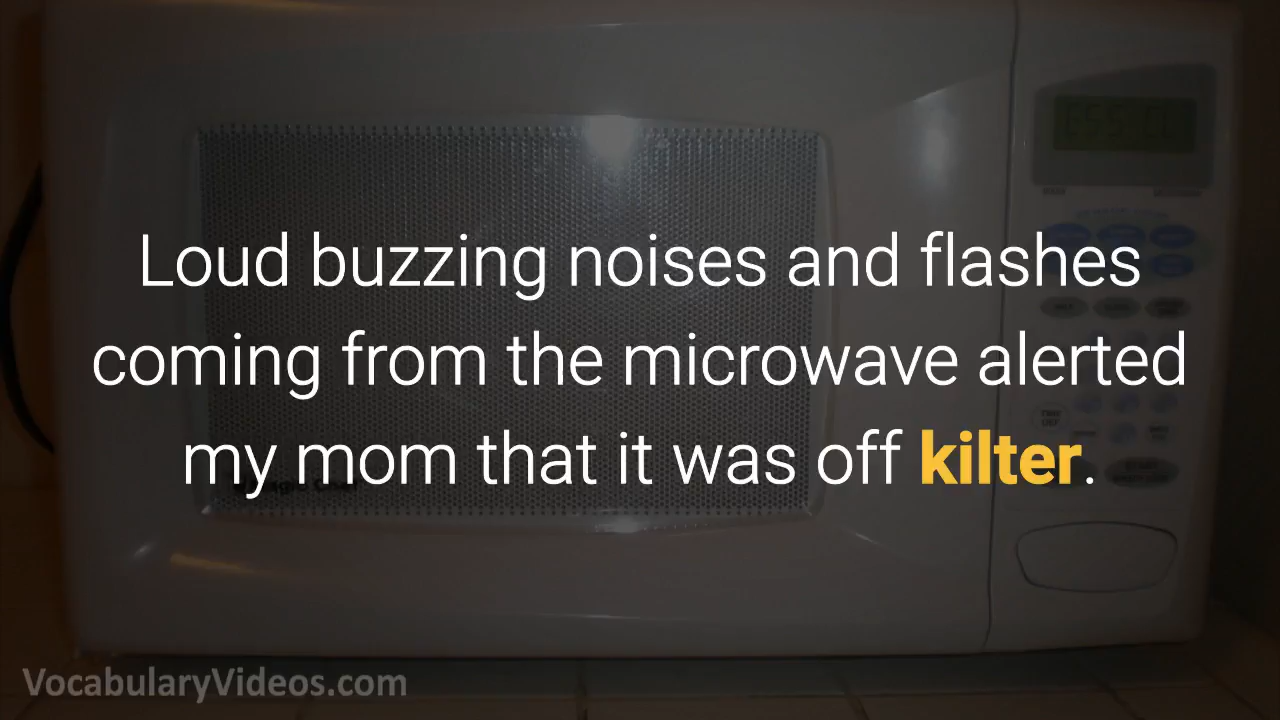 Loud buzzing noises and flashes
coming from the microwave alerted
my mom that it was off kilter.
VocabularyVideos.com